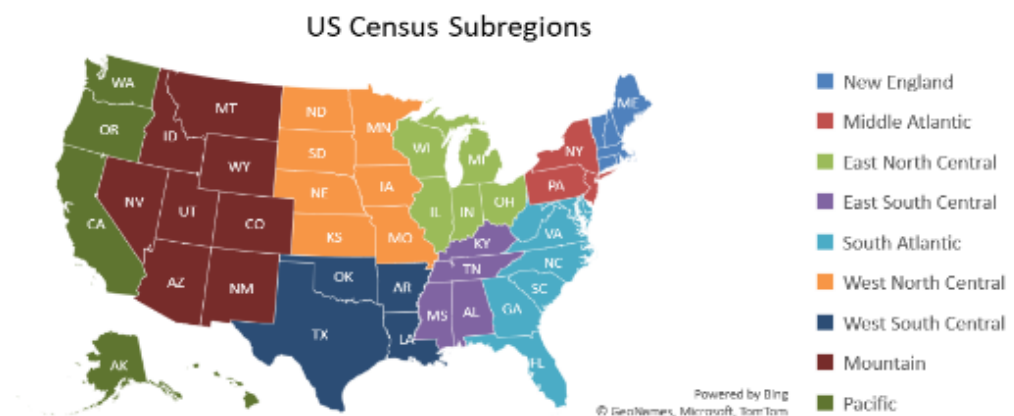 US Census Subregions
WA
OR
CA
AK
MT
ID
WY
NV
UT
CO
AZ
NM
ND
SD
NE
KS
MN
IA
MO
OK
AR
TX
LA
WI
MI
IL
IN
OH
KY
TN
MS
AL
ME
NY
PA
VA
NC
SC
GA
FL
New England
Middle Atlantic
East North Central
East South Central
South Atlantic
West North Central
West South Central
Mountain
Pacific
Powered by Bing
© GeoNames, Microsoft, TomTom